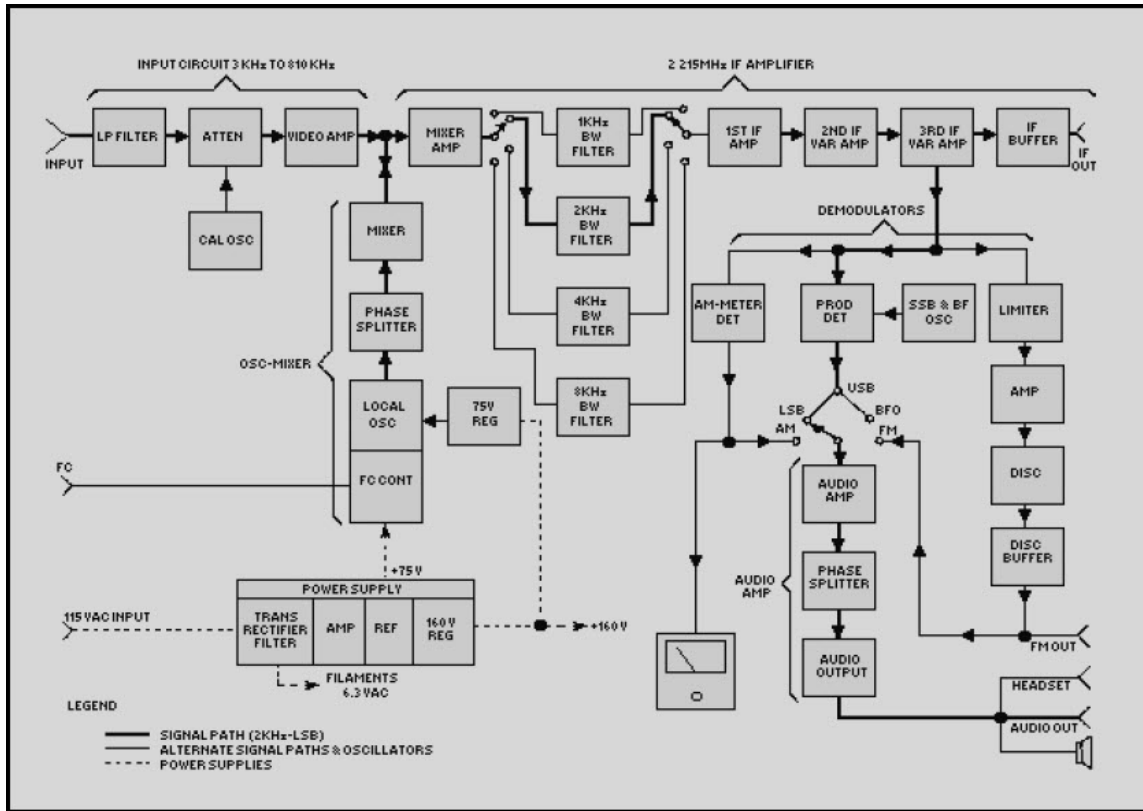 INPUT CIRCUIT 3 KHz TO 810 KHz
2 215MHz IF AMPLIFIER
INPUT
LP FILTER
ATTEN
VIDEO AMP
MIXER
AMP
1KHz
BW
FILTER
1ST IF
AMP
2ND IF
VAR AMP
3RD IF
VAR AMP
IF
BUFFER
IF
OUT
CAL OSC
MIXER
2KHz
BW
FILTER
DEMODULATORS
PHASE
SPLITTER
4KHz
BW
FILTER
AM-METER
DET
PROD
DET
SSB & BF
OSC
LIMITER
OSC-MIXER
LOCAL
OSC
75V
REG
8KHz
BW
FILTER
USB
LSB
BFO
AM
FM
AMP
FC
FC CONT
AUDIO
AMP
DISC
+75V
AUDIO
AMP
PHASE
SPLITTER
DISC
BUFFER
POWER SUPPLY
115 VAC INPUT
TRANS
RECTIFIER
FILTER
AMP
REF
160 V
REG
+160 V
FILAMENTS
6.3 VAC
AUDIO
OUTPUT
FM OUT
HEADSET
AUDIO OUT
LEGEND
SIGNAL PATH (2KHz-LSB)
ALTERNATE SIGNAL PATHS & OSCILLATORS
POWER SUPPLIES